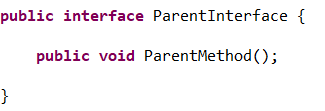 public interface ParentInterface {
public void ParentMethod();
}